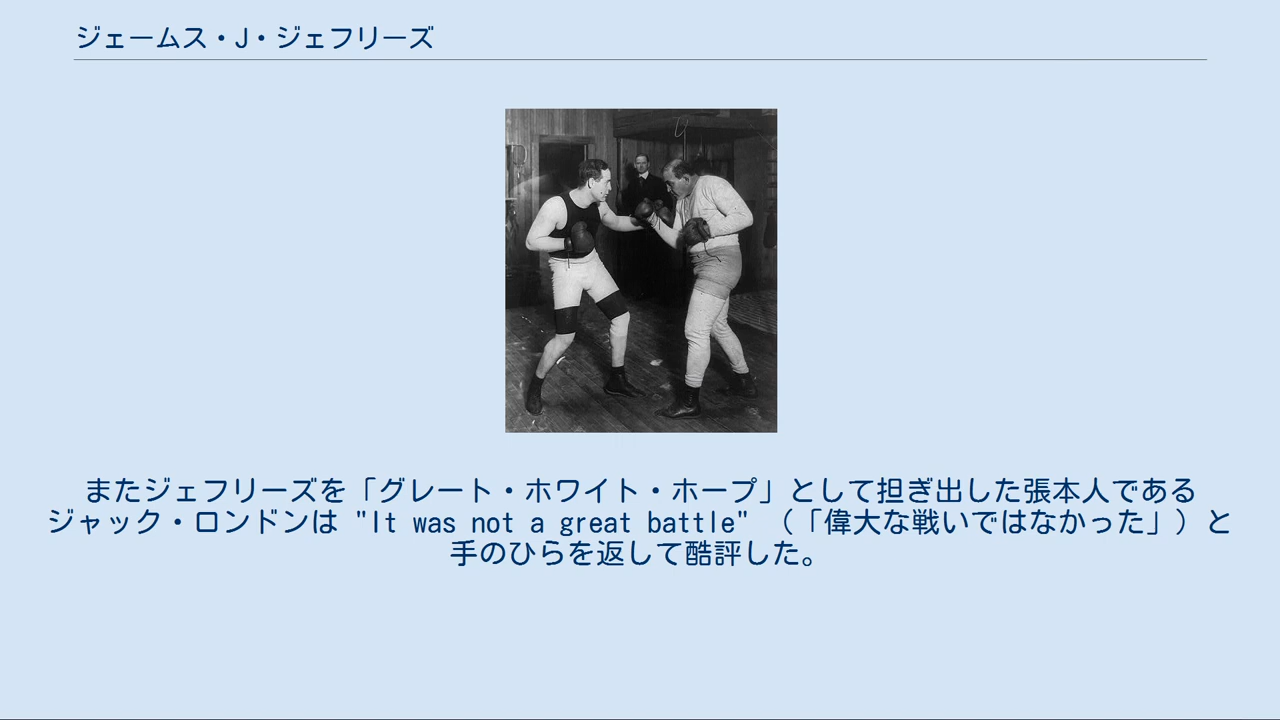 ジェームス・J・ジェフリーズ
またジェフリーズを「グレート・ホワイト・ホープ」として担ぎ出した張本人である
ジャック・ロンドンは "It was not a great battle" （「偉大な戦いではなかった」）と
手のひらを返して酷評した。